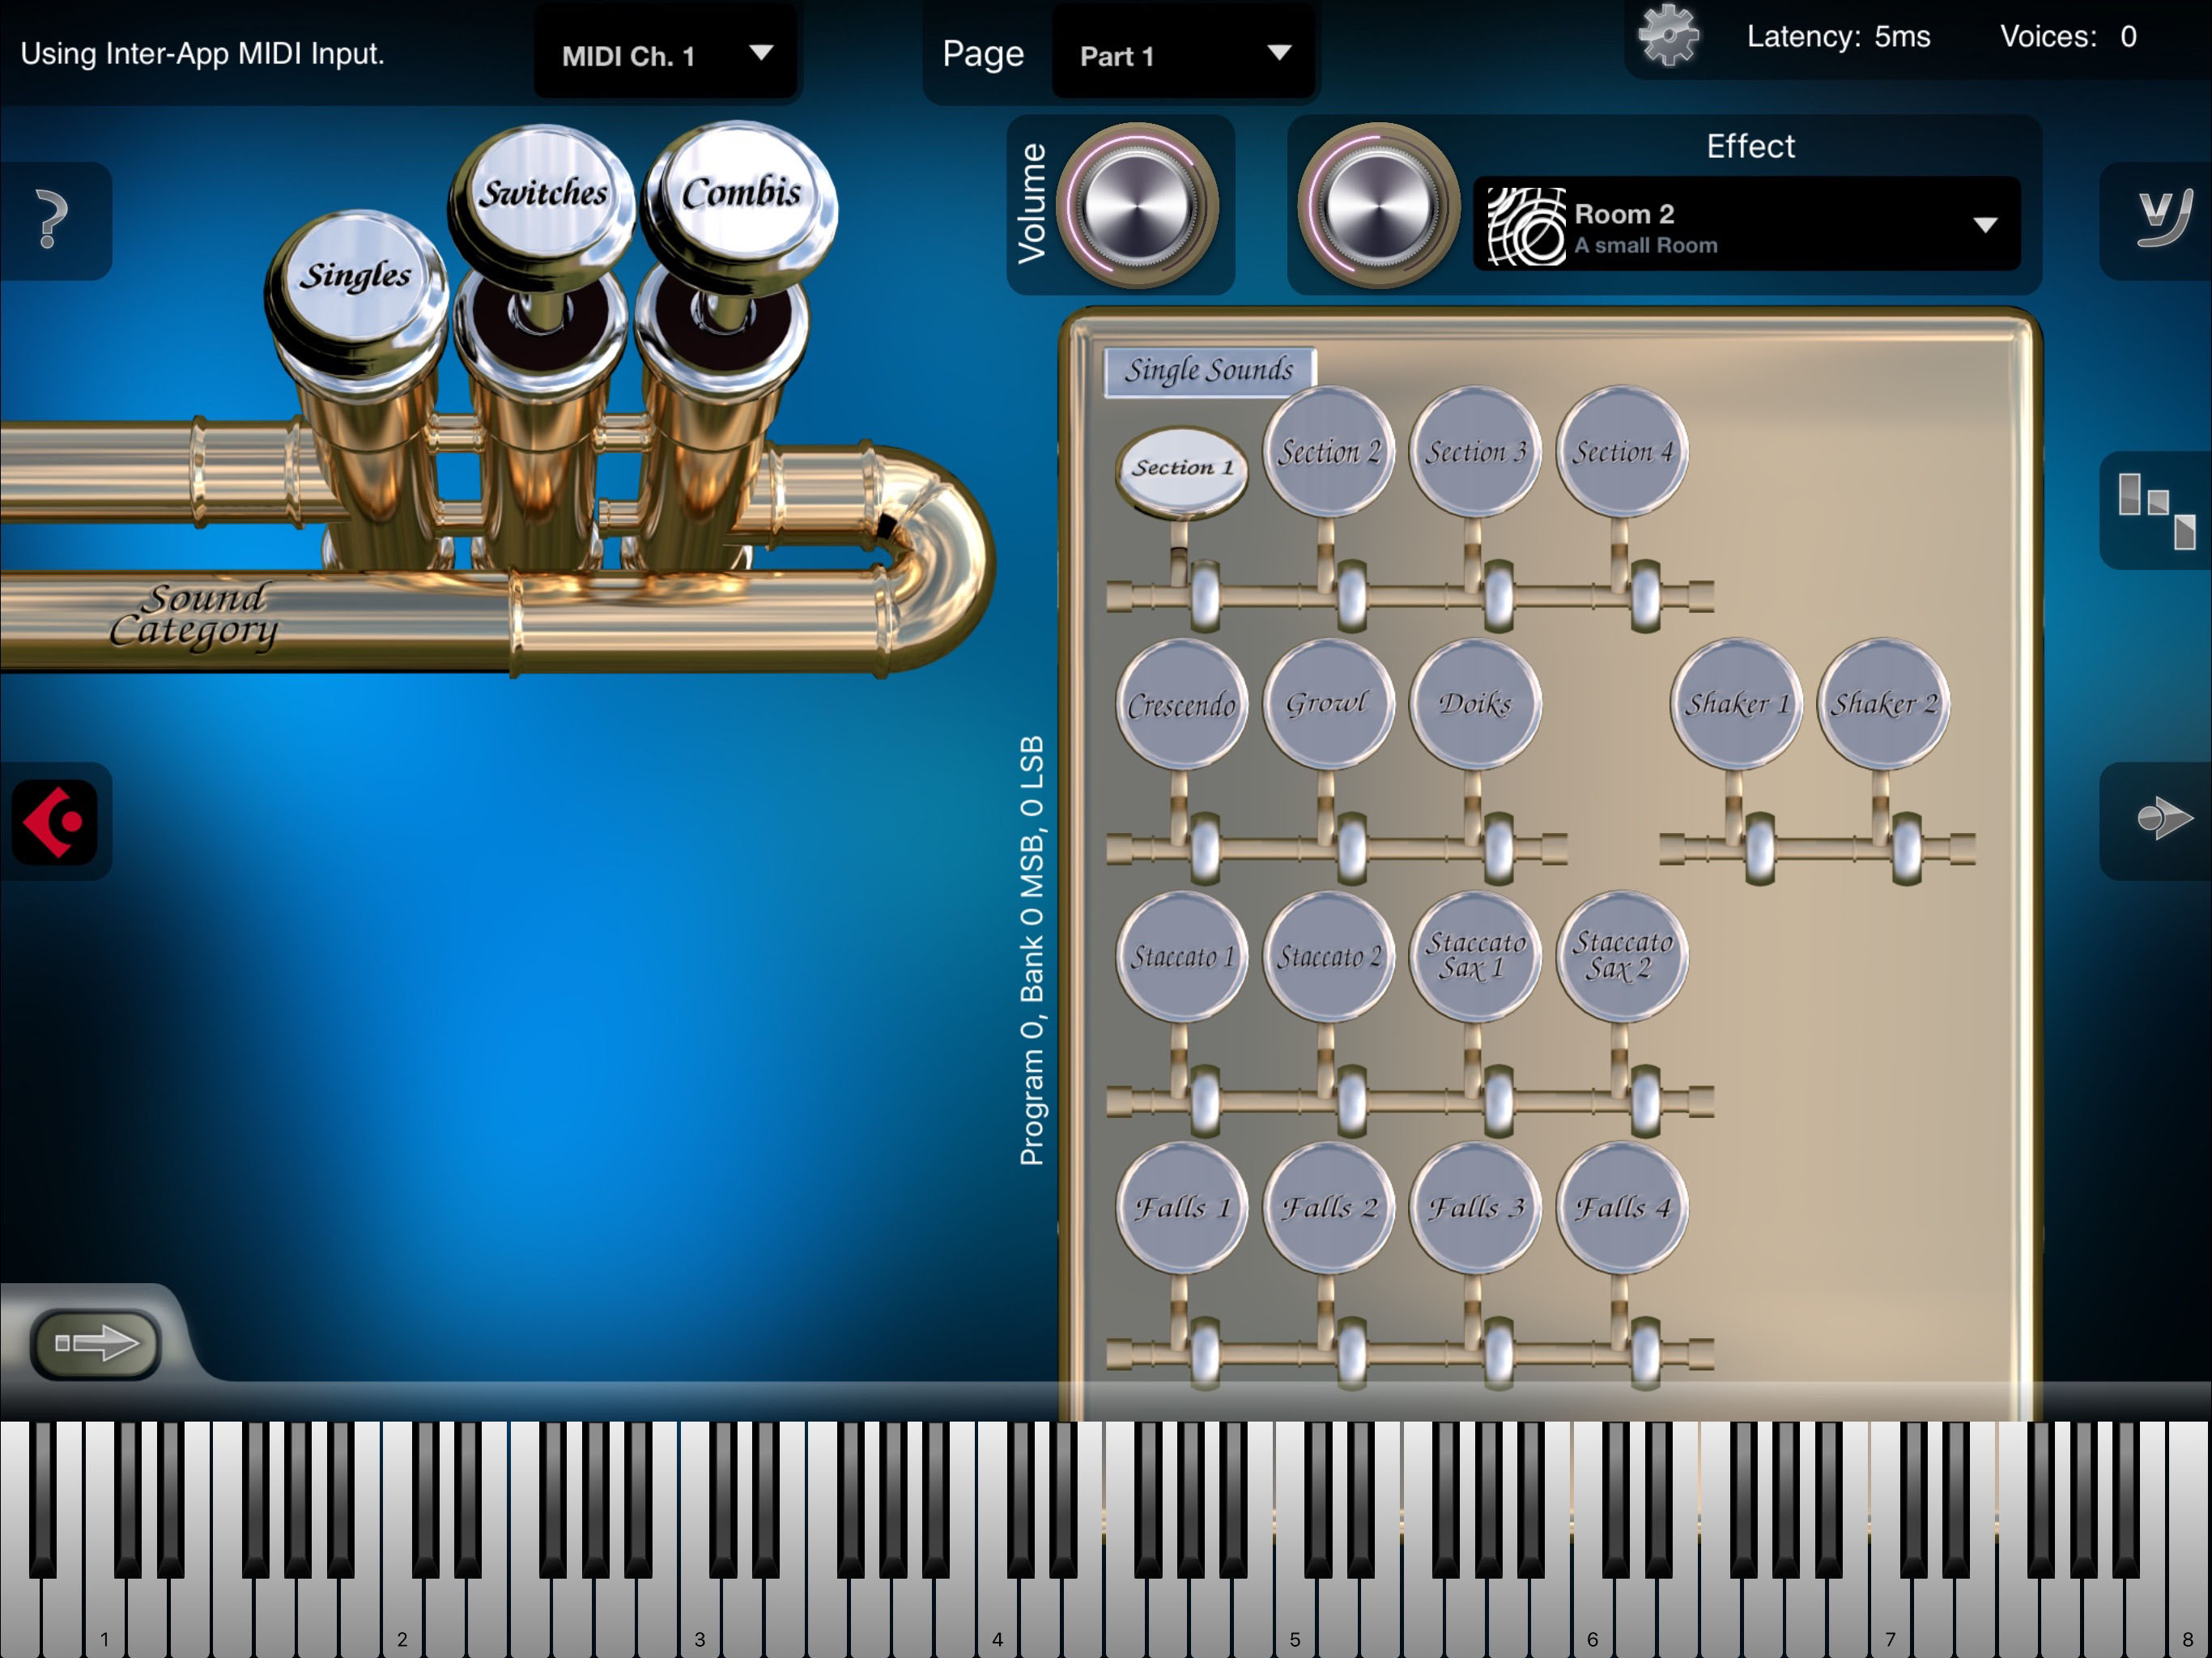 Using Inter-App MIDI Input.
MIDI Ch. 1
Page
Part 1
Latency: 5ms
Voices: 0
Volume
Effect
Room 2
A small Room
Singles
Switches
Combis
Sound
Category
Program 0, Bank 0 MSB, 0 LSB
Single Sounds
Section 1
Section 2
Section 3
Section 4
Crescendo
Growl
Doiks
Shaker 1
Shaker 2
Staccato 1
Staccato 2
Staccato
Sax 1
Staccato
Sax 2
Falls 1
Falls 2
Falls 3
Falls 4
1
2
3
4
5
6
7
8